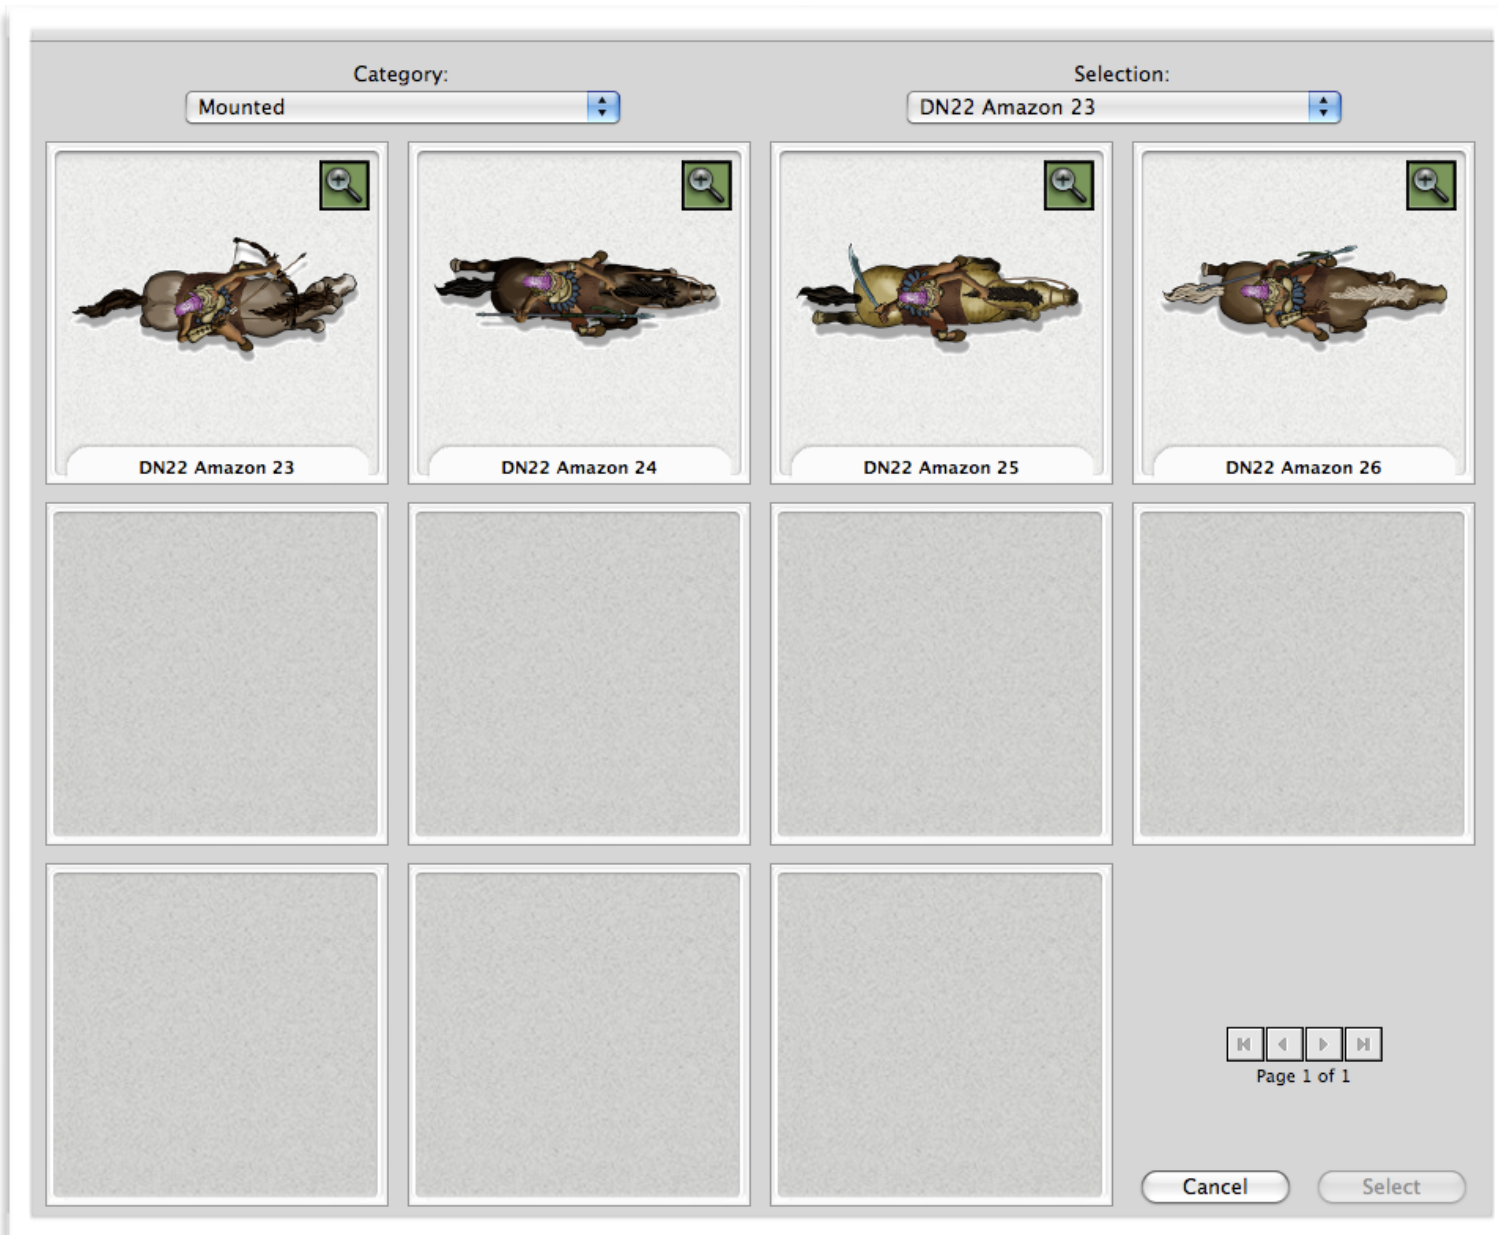 Category:
Selection:
Mounted
DN22 Amazon 23
DN22 Amazon 23
DN22 Amazon 24
DN22 Amazon 25
DN22 Amazon 26
Page 1 of 1
Cancel
Select